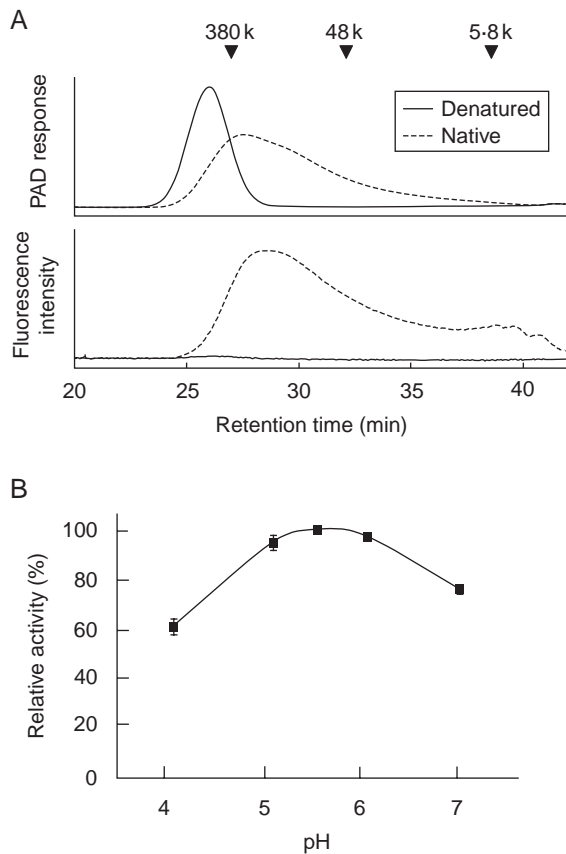 A
380 k 48 k 5·8 k
PAD response
Denatured
Native
Fluorescence
intensity
20 25 30 35 40
Retention time (min)
B
Relative activity (%)
100
80
60
40
20
0
4 5 6 7
pH